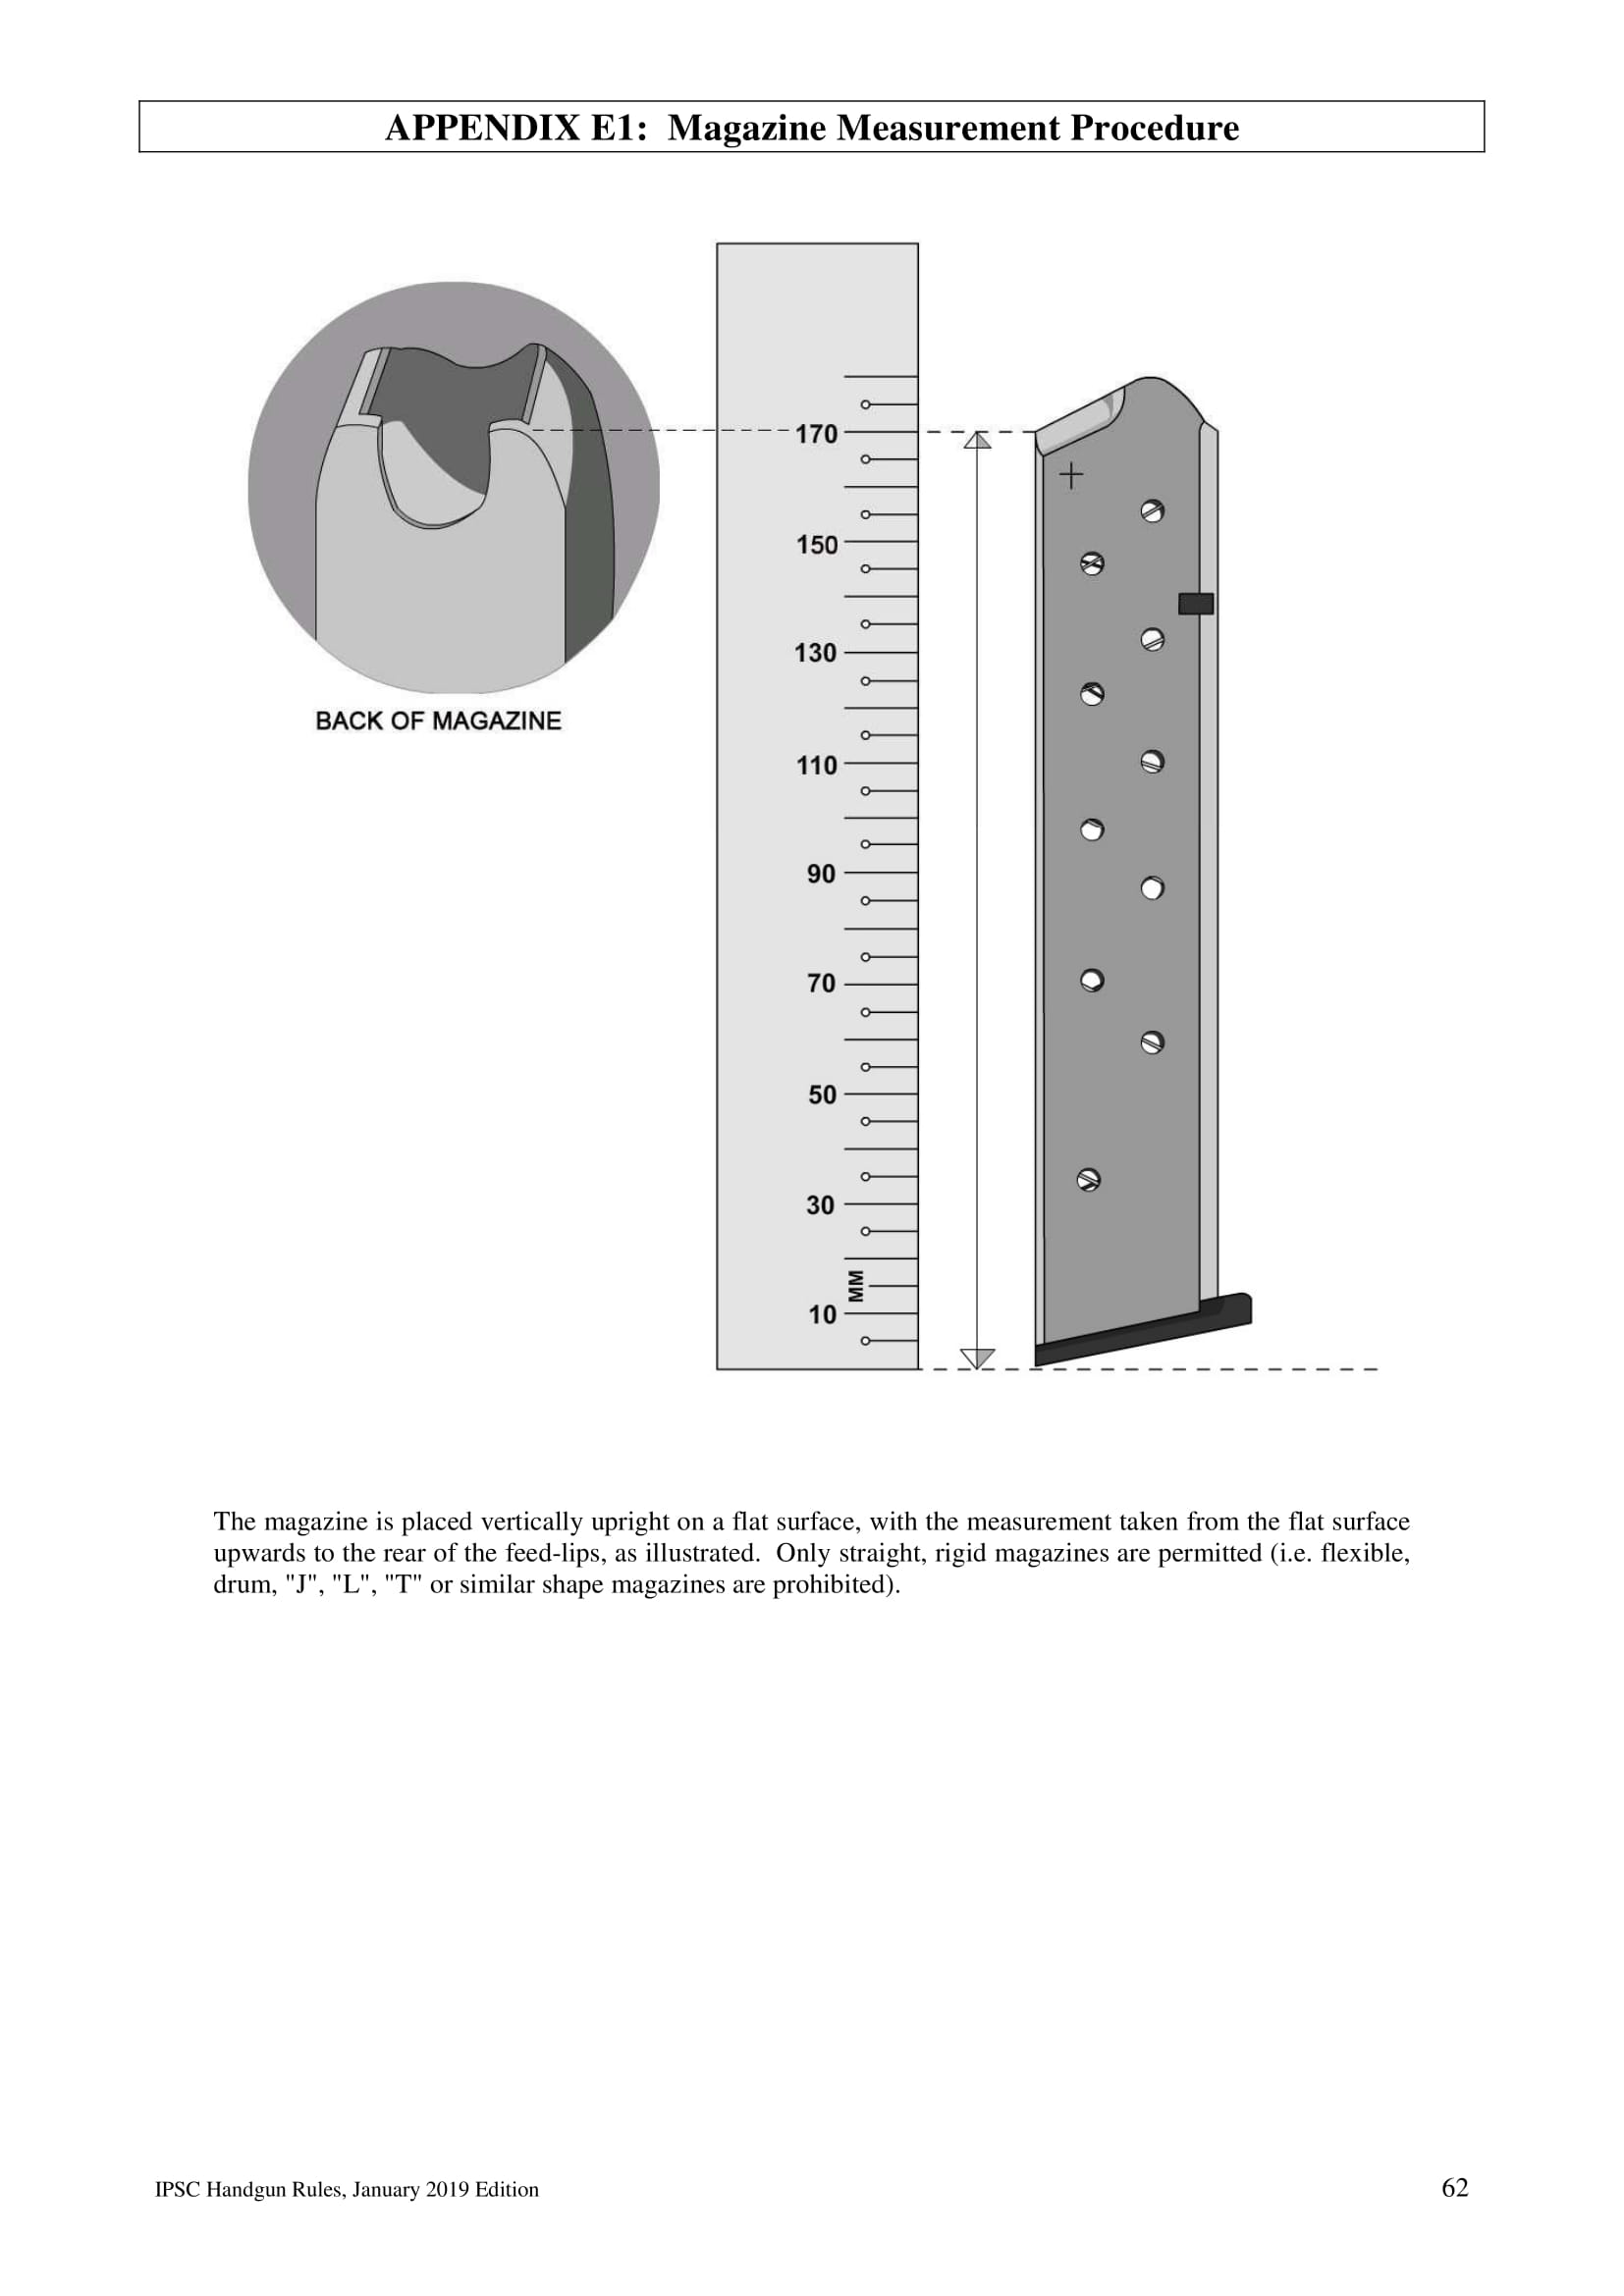 APPENDIX E1: Magazine Measurement Procedure
170
150
130
BACK OF MAGAZINE
110
90
70
50
30
MM
10
The magazine is placed vertically upright on a flat surface, with the measurement taken from the flat surface
upwards to the rear of the feed-lips, as illustrated. Only straight, rigid magazines are permitted (i.e. flexible,
drum, "J", "L", "T" or similar shape magazines are prohibited).
IPSC Handgun Rules, January 2019 Edition
62